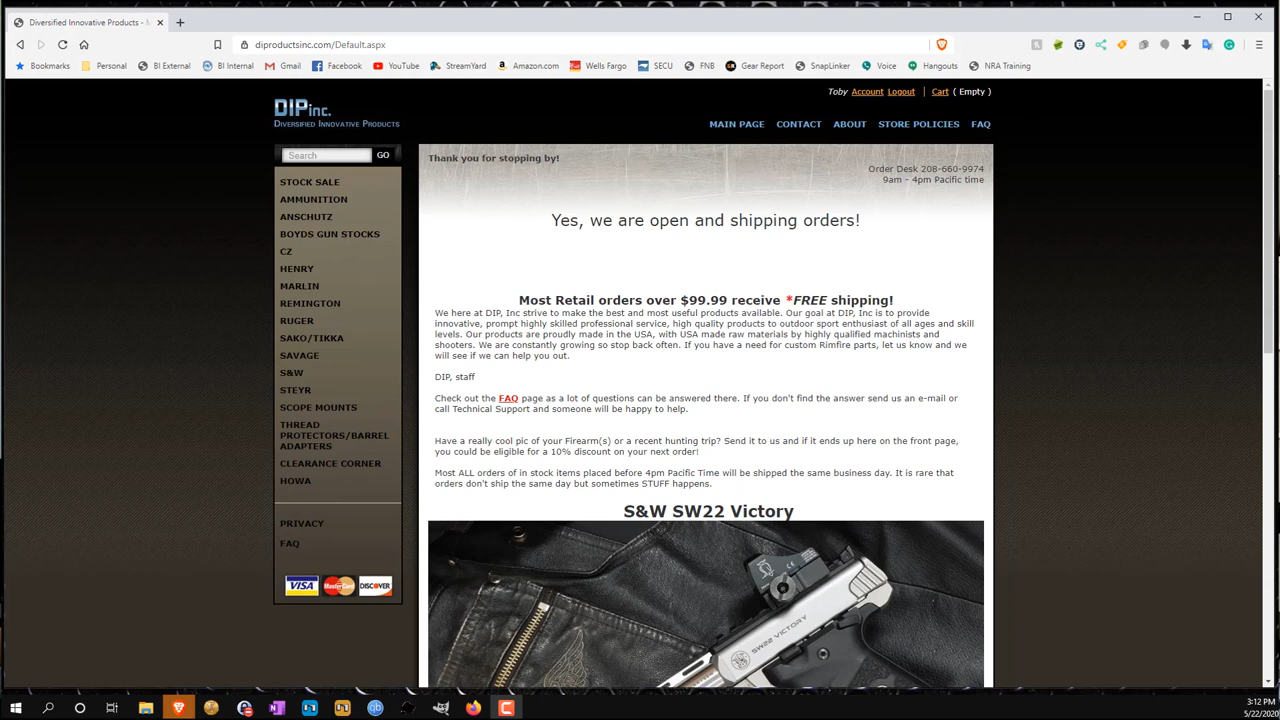 Diversified Innovative Products - M
diproductsinc.com/Default.aspx
Bookmarks Personal BI External BI Internal Gmail Facebook YouTube StreamYard Amazon.com Wells Fargo SECU FNB Gear Report SnapLinker Voice Hangouts NRA Training
Toby Account Logout | Cart ( Empty )
DIP inc.
DIVERSIFIED INNOVATIVE PRODUCTS
MAIN PAGE CONTACT ABOUT STORE POLICIES FAQ
Search GO
STOCK SALE
AMMUNITION
ANSCHUTZ
BOYDS GUN STOCKS
CZ
HENRY
MARLIN
REMINGTON
RUGER
SAKO/TIKKA
SAVAGE
S&W
STEYR
SCOPE MOUNTS
THREAD
PROTECTORS/BARREL
ADAPTERS
CLEARANCE CORNER
HOWA
PRIVACY
FAQ
VISA MasterCard DISCOVER
Thank you for stopping by!
Order Desk 208-660-9974
9am - 4pm Pacific time
Yes, we are open and shipping orders!
Most Retail orders over $99.99 receive *FREE shipping!
We here at DIP, Inc strive to make the best and most useful products available. Our goal at DIP, Inc is to provide
innovative, prompt highly skilled professional service, high quality products to outdoor sport enthusiast of all ages and skill
levels. Our products are proudly made in the USA, with USA made raw materials by highly qualified machinists and
shooters. We are constantly growing so stop back often. If you have a need for custom Rimfire parts, let us know and we
will see if we can help you out.
DIP, staff
Check out the FAQ page as a lot of questions can be answered there. If you don't find the answer send us an e-mail or
call Technical Support and someone will be happy to help.
Have a really cool pic of your Firearm(s) or a recent hunting trip? Send it to us and if it ends up here on the front page,
you could be eligible for a 10% discount on your next order!
Most ALL orders of in stock items placed before 4pm Pacific Time will be shipped the same business day. It is rare that
orders don't ship the same day but sometimes STUFF happens.
S&W SW22 Victory
SW22 VICTORY
3:12 PM
5/22/2020